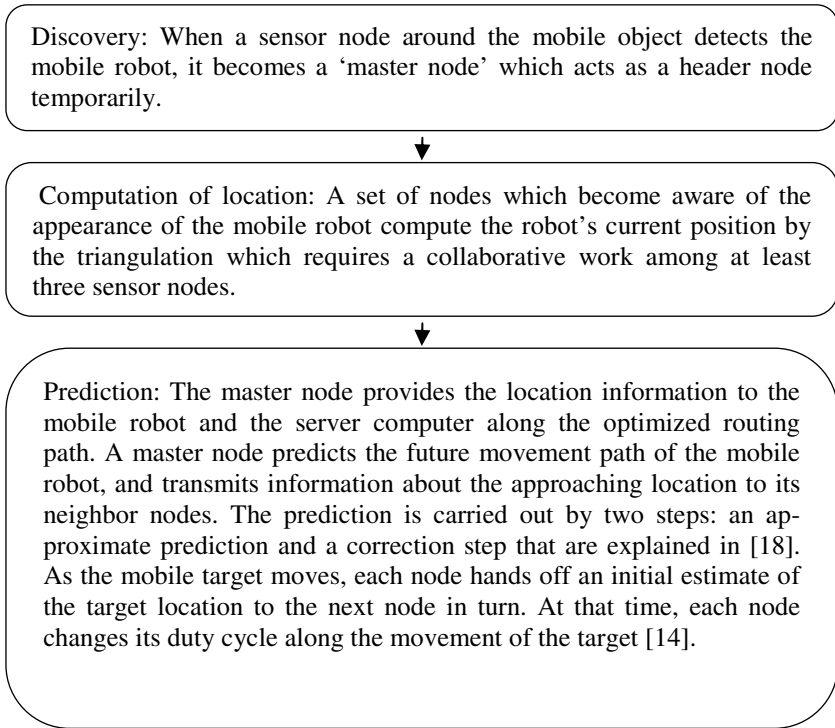 Discovery: When a sensor node around the mobile object detects the
mobile robot, it becomes a ‘master node’ which acts as a header node
temporarily.
Computation of location: A set of nodes which become aware of the
appearance of the mobile robot compute the robot’s current position by
the triangulation which requires a collaborative work among at least
three sensor nodes.
Prediction: The master node provides the location information to the
mobile robot and the server computer along the optimized routing
path. A master node predicts the future movement path of the mobile
robot, and transmits information about the approaching location to its
neighbor nodes. The prediction is carried out by two steps: an ap-
proximate prediction and a correction step that are explained in [18].
As the mobile target moves, each node hands off an initial estimate of
the target location to the next node in turn. At that time, each node
changes its duty cycle along the movement of the target [14].